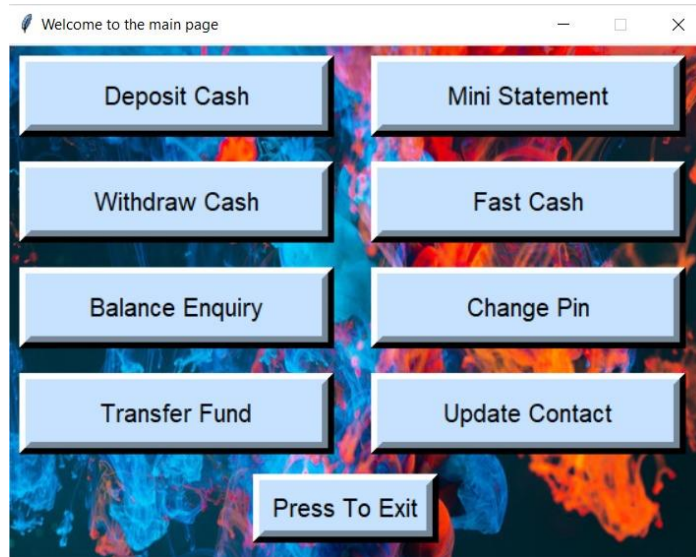 Welcome to the main page
Deposit Cash
Mini Statement
Withdraw Cash
Fast Cash
Balance Enquiry
Change Pin
Transfer Fund
Update Contact
Press To Exit